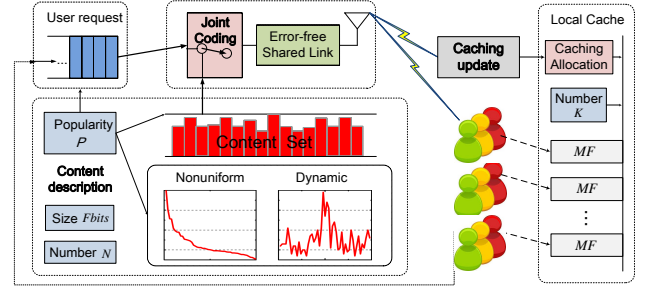 User request
...
Joint
Coding
Error-free
Shared Link
Caching
update
Local Cache
Caching
Allocation
Number
K
MF
MF
⋮
MF
Popularity
P
Content Set
Content
description
Size Fbits
Number N
Nonuniform
Dynamic